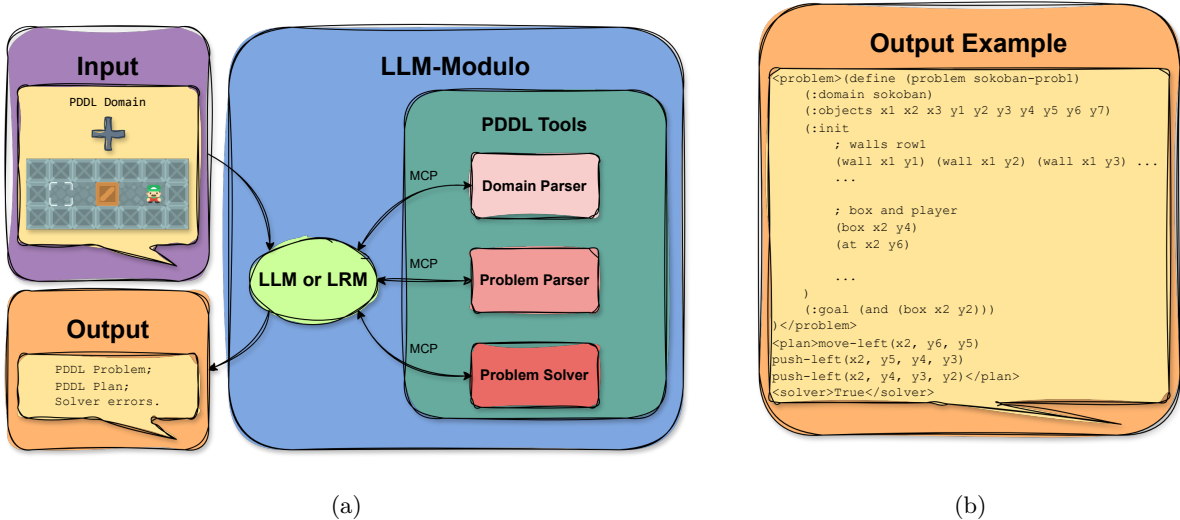 Input
PDDL Domain
Output
PDDL Problem;
PDDL Plan;
Solver errors.
LLM-Modulo
LLM or LRM
MCP
MCP
MCP
PDDL Tools
Domain Parser
Problem Parser
Problem Solver
(a)
Output Example
<problem>(define (problem sokoban-prob1)
(:domain sokoban)
(:objects x1 x2 x3 y1 y2 y3 y4 y5 y6 y7)
(:init
; walls row1
(wall x1 y1) (wall x1 y2) (wall x1 y3) ...
...
; box and player
(box x2 y4)
(at x2 y6)
...
)
(:goal (and (box x2 y2)))
)</problem>
<plan>move-left(x2, y6, y5)
push-left(x2, y5, y4, y3)
push-left(x2, y4, y3, y2)</plan>
<solver>True</solver>
(b)